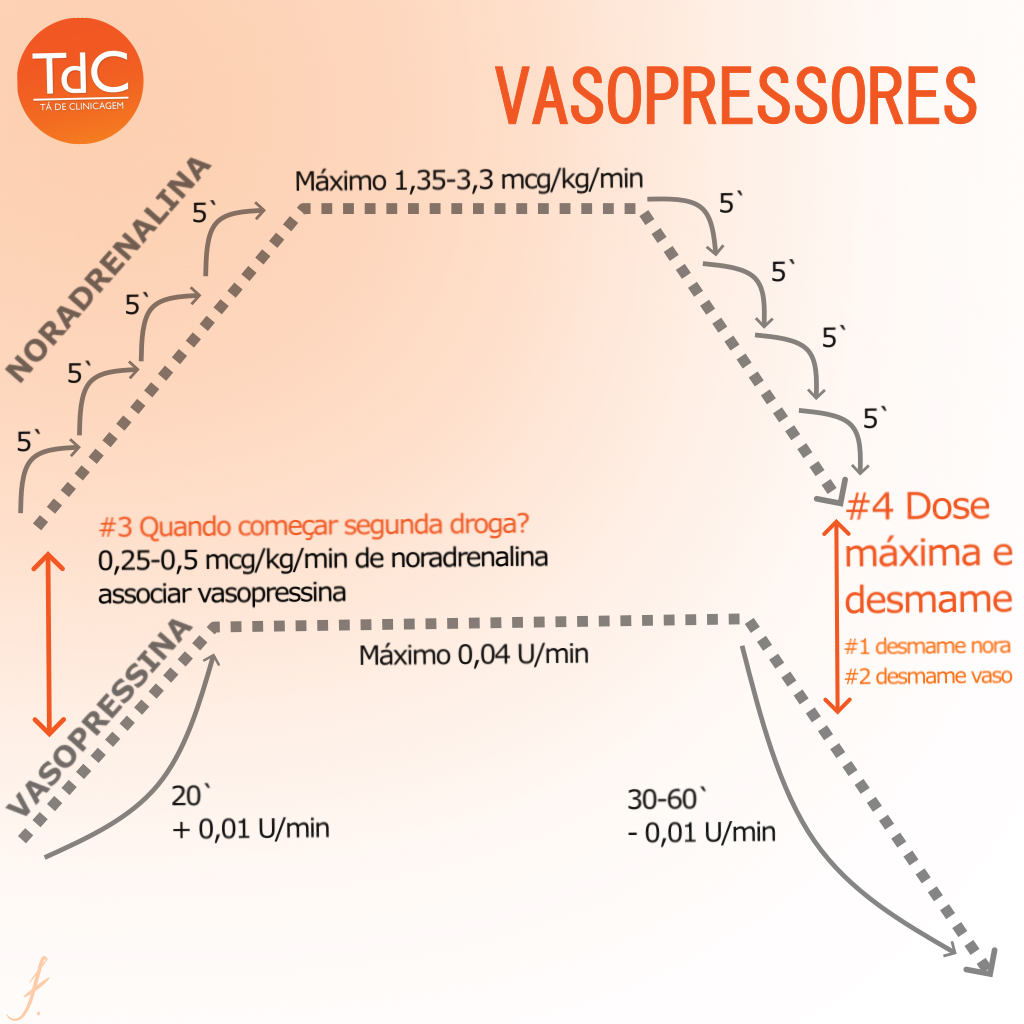 TdC
TÁ DE CLINICAGEM
VASOPRESSORES
NORADRENALINA
Máximo 1,35-3,3 mcg/kg/min
5`
5`
5`
5`
5`
5`
5`
5`
#3 Quando começar segunda droga?
0,25-0,5 mcg/kg/min de noradrenalina
associar vasopressina
#4 Dose
máxima e
desmame
#1 desmame nora
#2 desmame vaso
VASOPRESSINA
Máximo 0,04 U/min
20`
+ 0,01 U/min
30-60`
- 0,01 U/min
f.